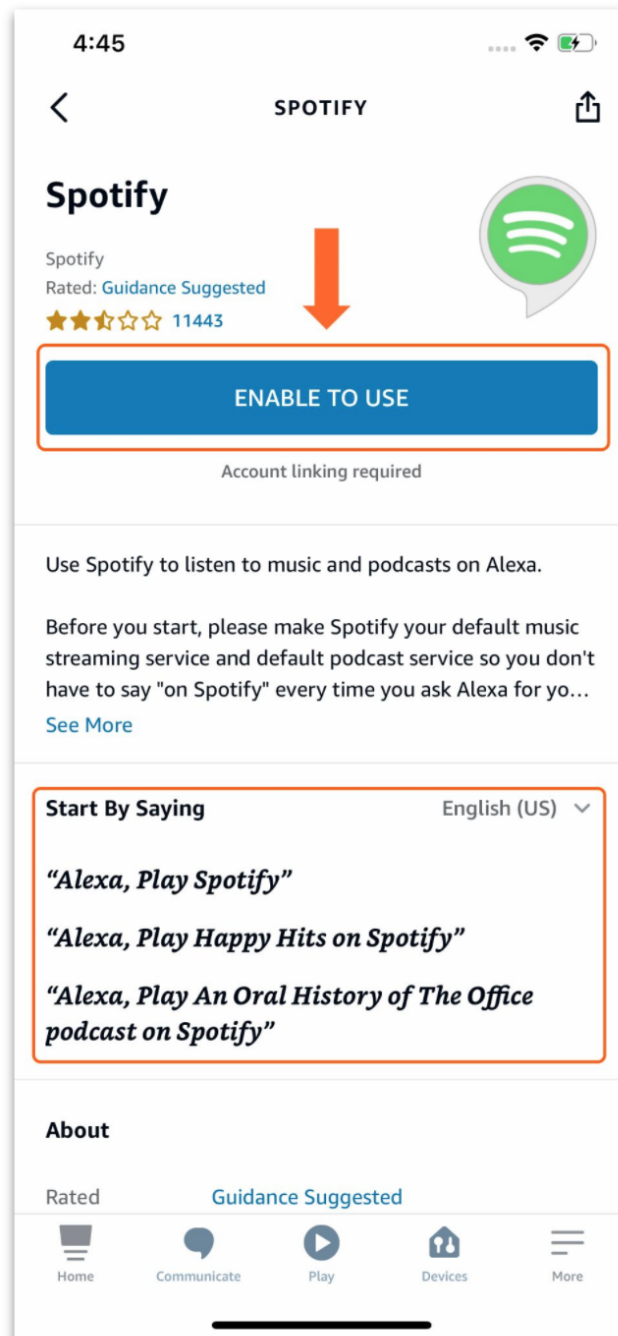 4:45
SPOTIFY
Spotify
Spotify
Rated: Guidance Suggested
11443
ENABLE TO USE
Account linking required
Use Spotify to listen to music and podcasts on Alexa.
Before you start, please make Spotify your default music
streaming service and default podcast service so you don't
have to say "on Spotify" every time you ask Alexa for yo...
See More
Start By Saying English (US)
“Alexa, Play Spotify”
“Alexa, Play Happy Hits on Spotify”
“Alexa, Play An Oral History of The Office
podcast on Spotify”
About
Rated Guidance Suggested
Home Communicate Play Devices More